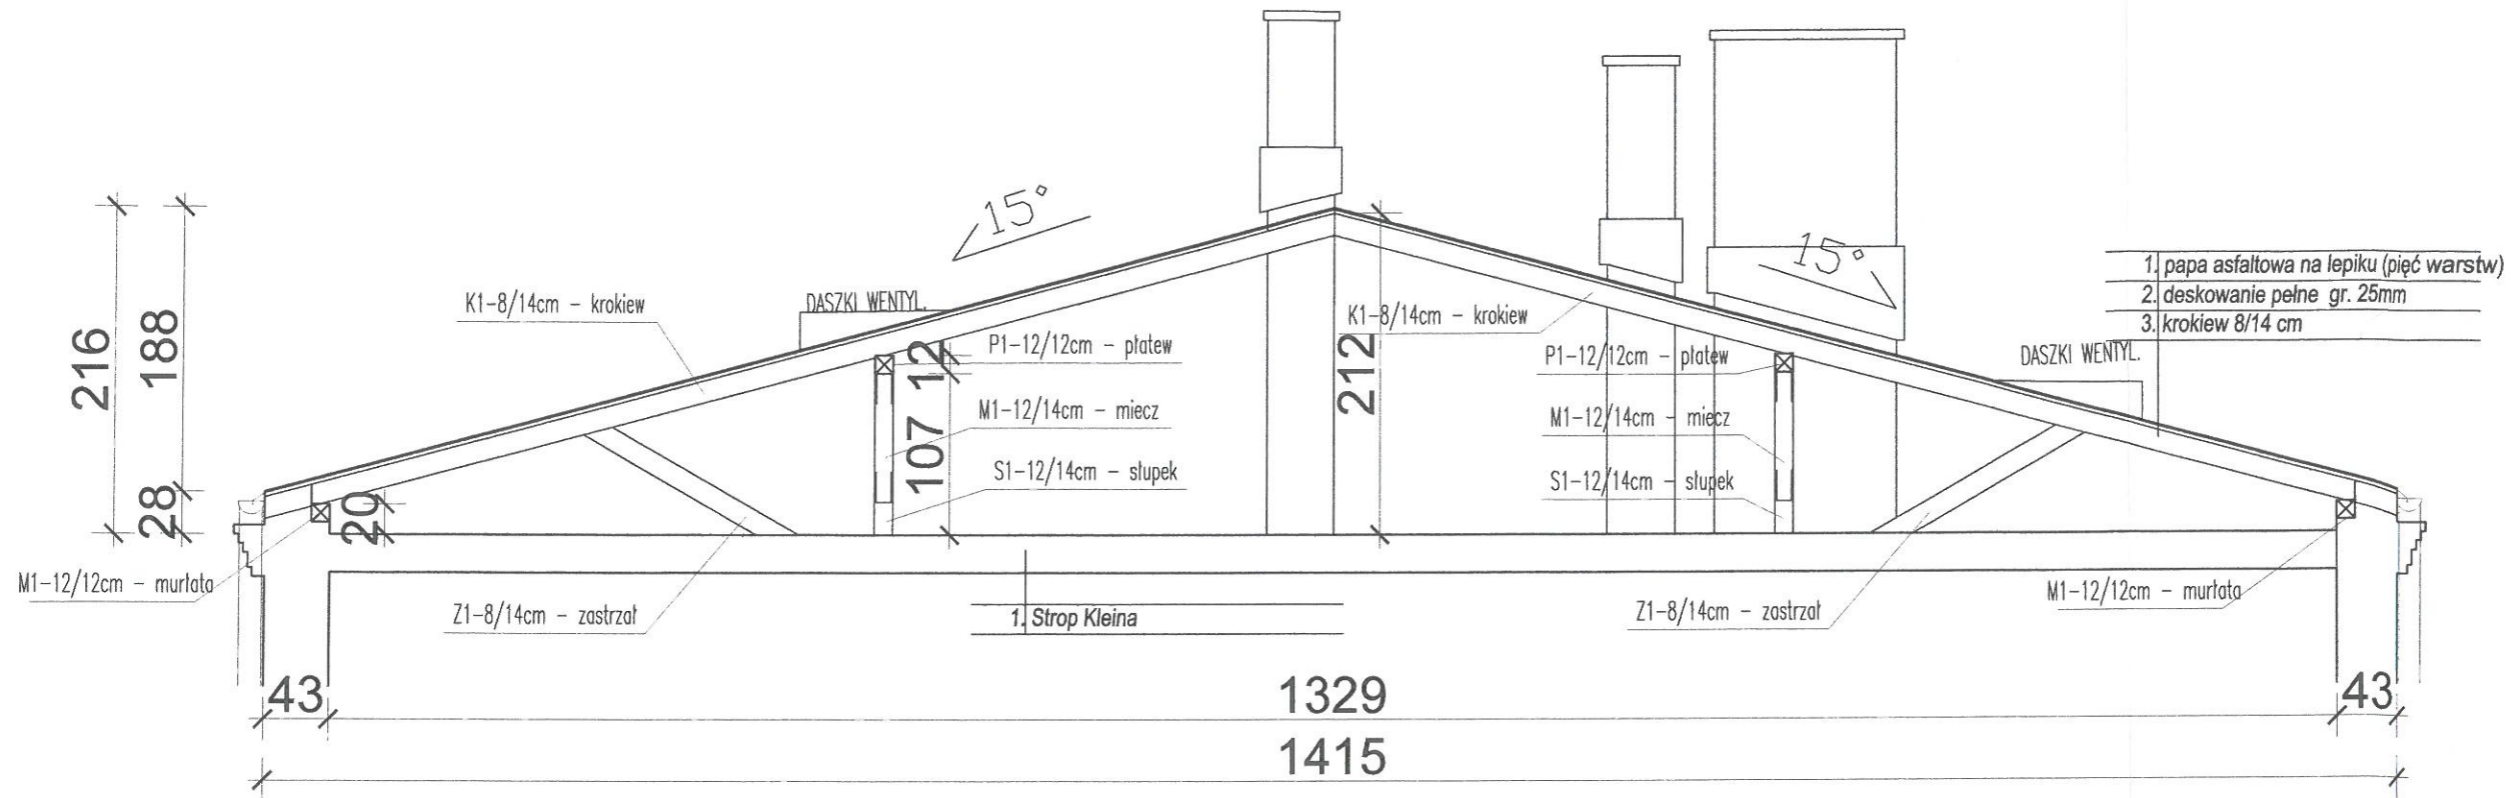 15°
15°
1. papa asfaltowa na lepiku (pięć warstw)
2. deskowanie pełne gr. 25mm
3. krokiew 8/14 cm
K1-8/14cm - krokiew
DASZKI WENTYL.
K1-8/14cm - krokiew
DASZKI WENTYL.
216
188
28
20
12
107
212
P1-12/12cm - płatew
M1-12/14cm - miecz
S1-12/14cm - słupek
P1-12/12cm - płatew
M1-12/14cm - miecz
S1-12/14cm - słupek
M1-12/12cm - murłata
Z1-8/14cm - zastrzał
1. Strop Kleina
Z1-8/14cm - zastrzał
M1-12/12cm - murłata
43
1329
43
1415